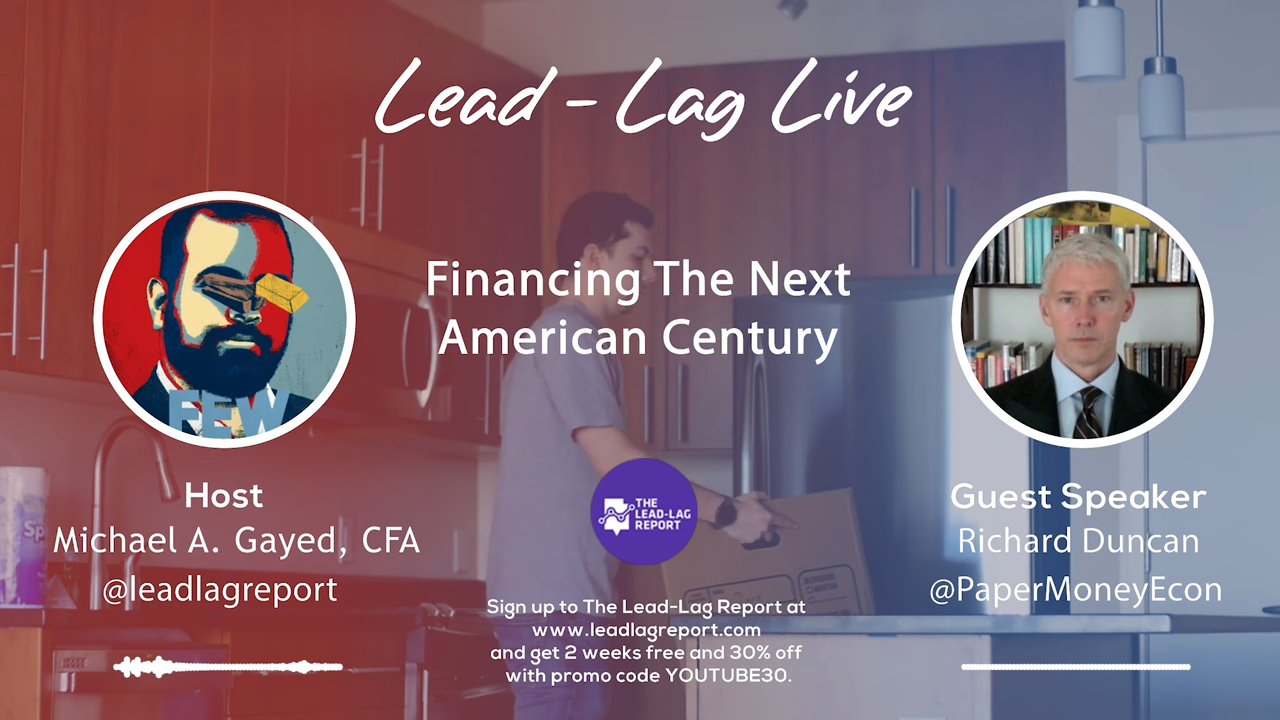 Lead - Lag Live
Financing The Next
American Century
FEW
Host
Michael A. Gayed, CFA
@leadlagreport
THE
LEAD-LAG
REPORT
Guest Speaker
Richard Duncan
@PaperMoneyEcon
Sign up to The Lead-Lag Report at
www.leadlagreport.com
and get 2 weeks free and 30% off
with promo code YOUTUBE30.